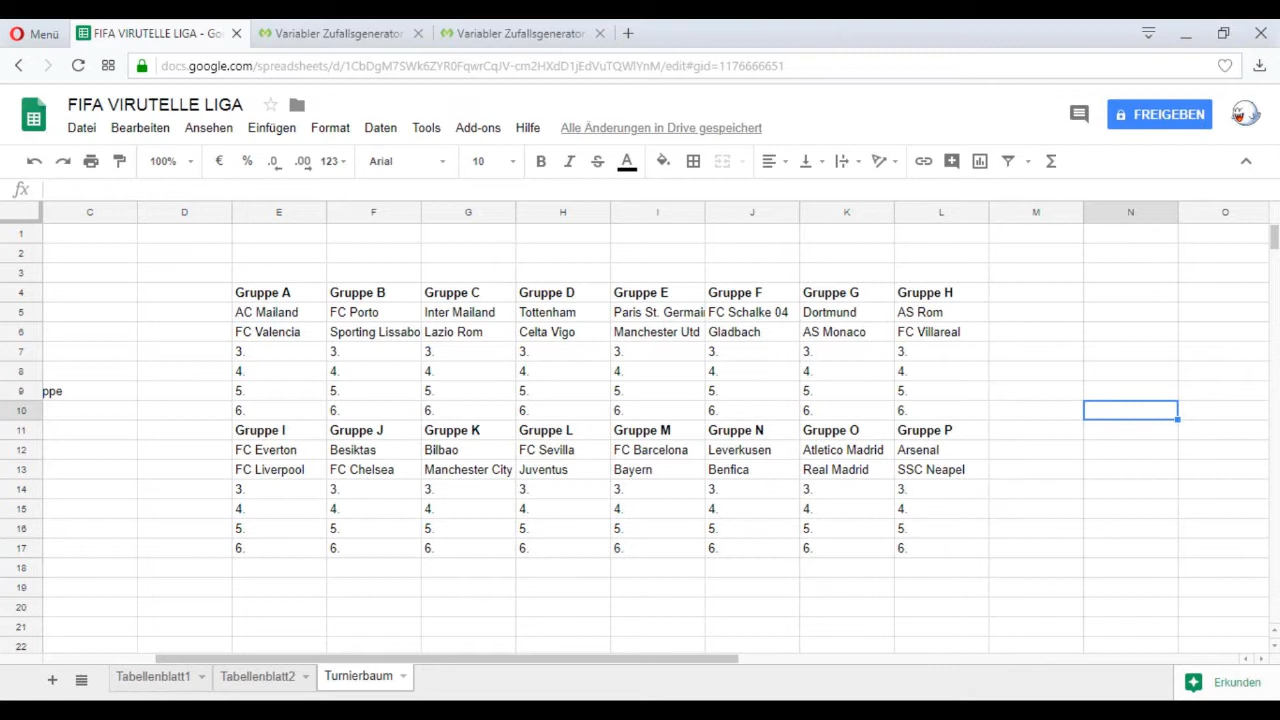 Menü FIFA VIRUTELLE LIGA - Go Variabler Zufallsgenerator Variabler Zufallsgenerator
docs.google.com/spreadsheets/d/1CbDgM7SWk6ZYR0FqwrCqJV-cm2HXdD1jEdVuTQWlYnM/edit#gid=1176666651
FIFA VIRUTELLE LIGA
FREIGEBEN
Datei Bearbeiten Ansehen Einfügen Format Daten Tools Add-ons Hilfe Alle Änderungen in Drive gespeichert
100% € % .0 .00 123 Arial 10 B I S A Σ
fx
C D E F G H I J K L M N O
1
2
3
4 Gruppe A Gruppe B Gruppe C Gruppe D Gruppe E Gruppe F Gruppe G Gruppe H
5 AC Mailand FC Porto Inter Mailand Tottenham Paris St. Germai FC Schalke 04 Dortmund AS Rom
6 FC Valencia Sporting Lissabo Lazio Rom Celta Vigo Manchester Utd Gladbach AS Monaco FC Villareal
7 3. 3. 3. 3. 3. 3. 3. 3.
8 4. 4. 4. 4. 4. 4. 4. 4.
9 ppe 5. 5. 5. 5. 5. 5. 5. 5.
10 6. 6. 6. 6. 6. 6. 6. 6.
11 Gruppe I Gruppe J Gruppe K Gruppe L Gruppe M Gruppe N Gruppe O Gruppe P
12 FC Everton Besiktas Bilbao FC Sevilla FC Barcelona Leverkusen Atletico Madrid Arsenal
13 FC Liverpool FC Chelsea Manchester City Juventus Bayern Benfica Real Madrid SSC Neapel
14 3. 3. 3. 3. 3. 3. 3. 3.
15 4. 4. 4. 4. 4. 4. 4. 4.
16 5. 5. 5. 5. 5. 5. 5. 5.
17 6. 6. 6. 6. 6. 6. 6. 6.
18
19
20
21
22
Tabellenblatt1 Tabellenblatt2 Turnierbaum Erkunden